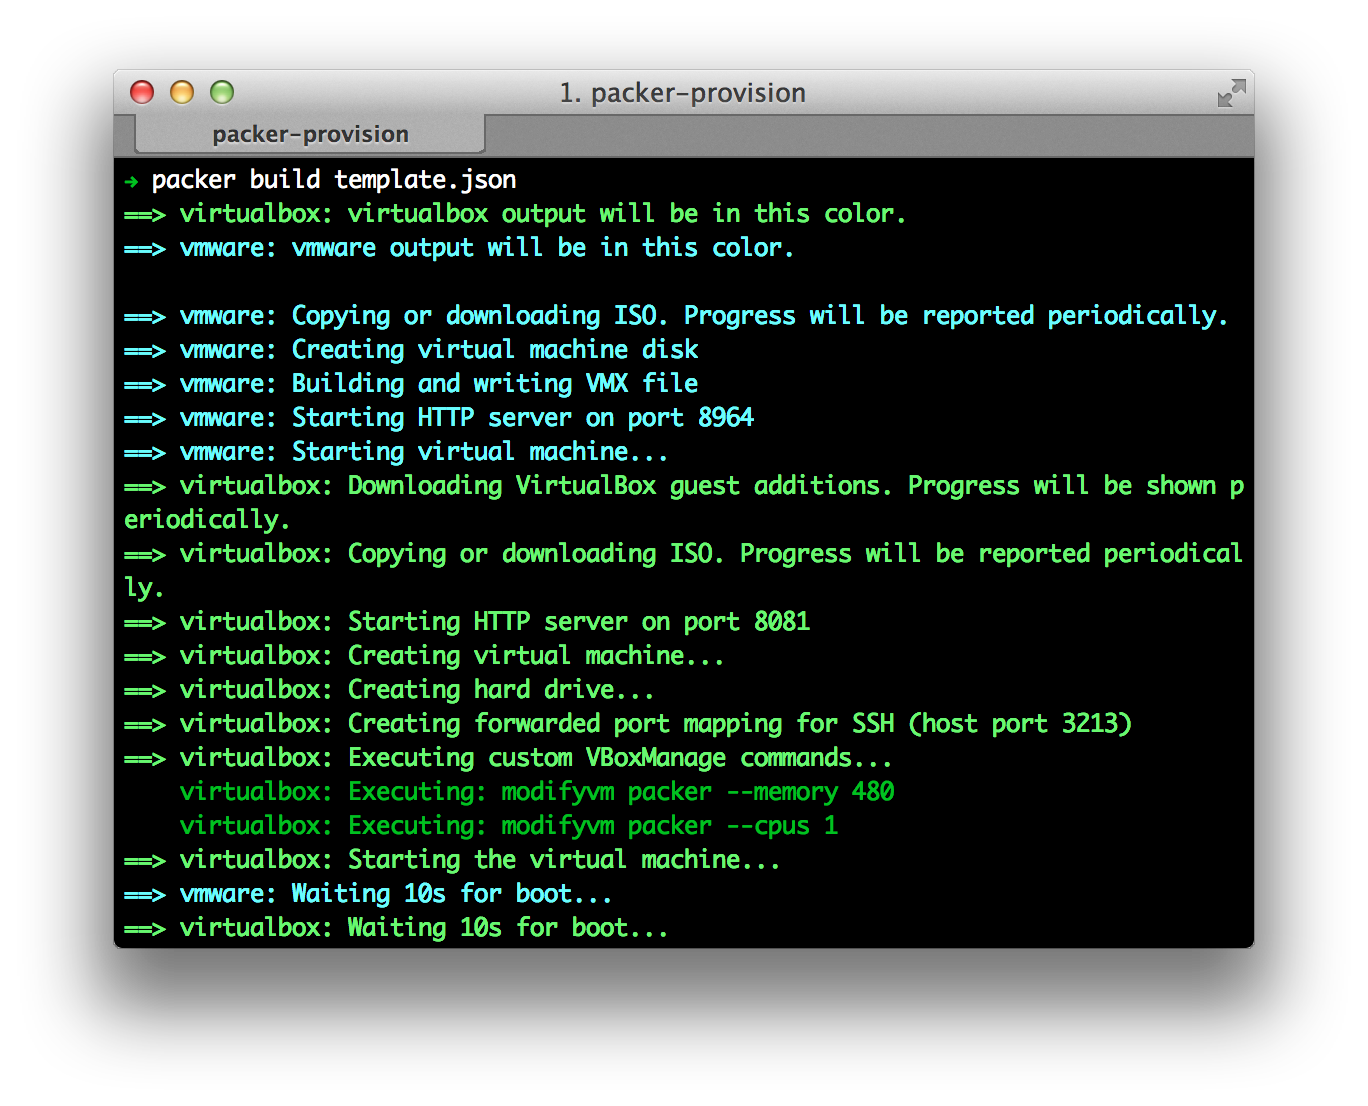 1. packer-provision
packer-provision
→ packer build template.json
==> virtualbox: virtualbox output will be in this color.
==> vmware: vmware output will be in this color.
==> vmware: Copying or downloading ISO. Progress will be reported periodically.
==> vmware: Creating virtual machine disk
==> vmware: Building and writing VMX file
==> vmware: Starting HTTP server on port 8964
==> vmware: Starting virtual machine...
==> virtualbox: Downloading VirtualBox guest additions. Progress will be shown p
eriodically.
==> virtualbox: Copying or downloading ISO. Progress will be reported periodical
ly.
==> virtualbox: Starting HTTP server on port 8081
==> virtualbox: Creating virtual machine...
==> virtualbox: Creating hard drive...
==> virtualbox: Creating forwarded port mapping for SSH (host port 3213)
==> virtualbox: Executing custom VBoxManage commands...
    virtualbox: Executing: modifyvm packer --memory 480
    virtualbox: Executing: modifyvm packer --cpus 1
==> virtualbox: Starting the virtual machine...
==> vmware: Waiting 10s for boot...
==> virtualbox: Waiting 10s for boot...